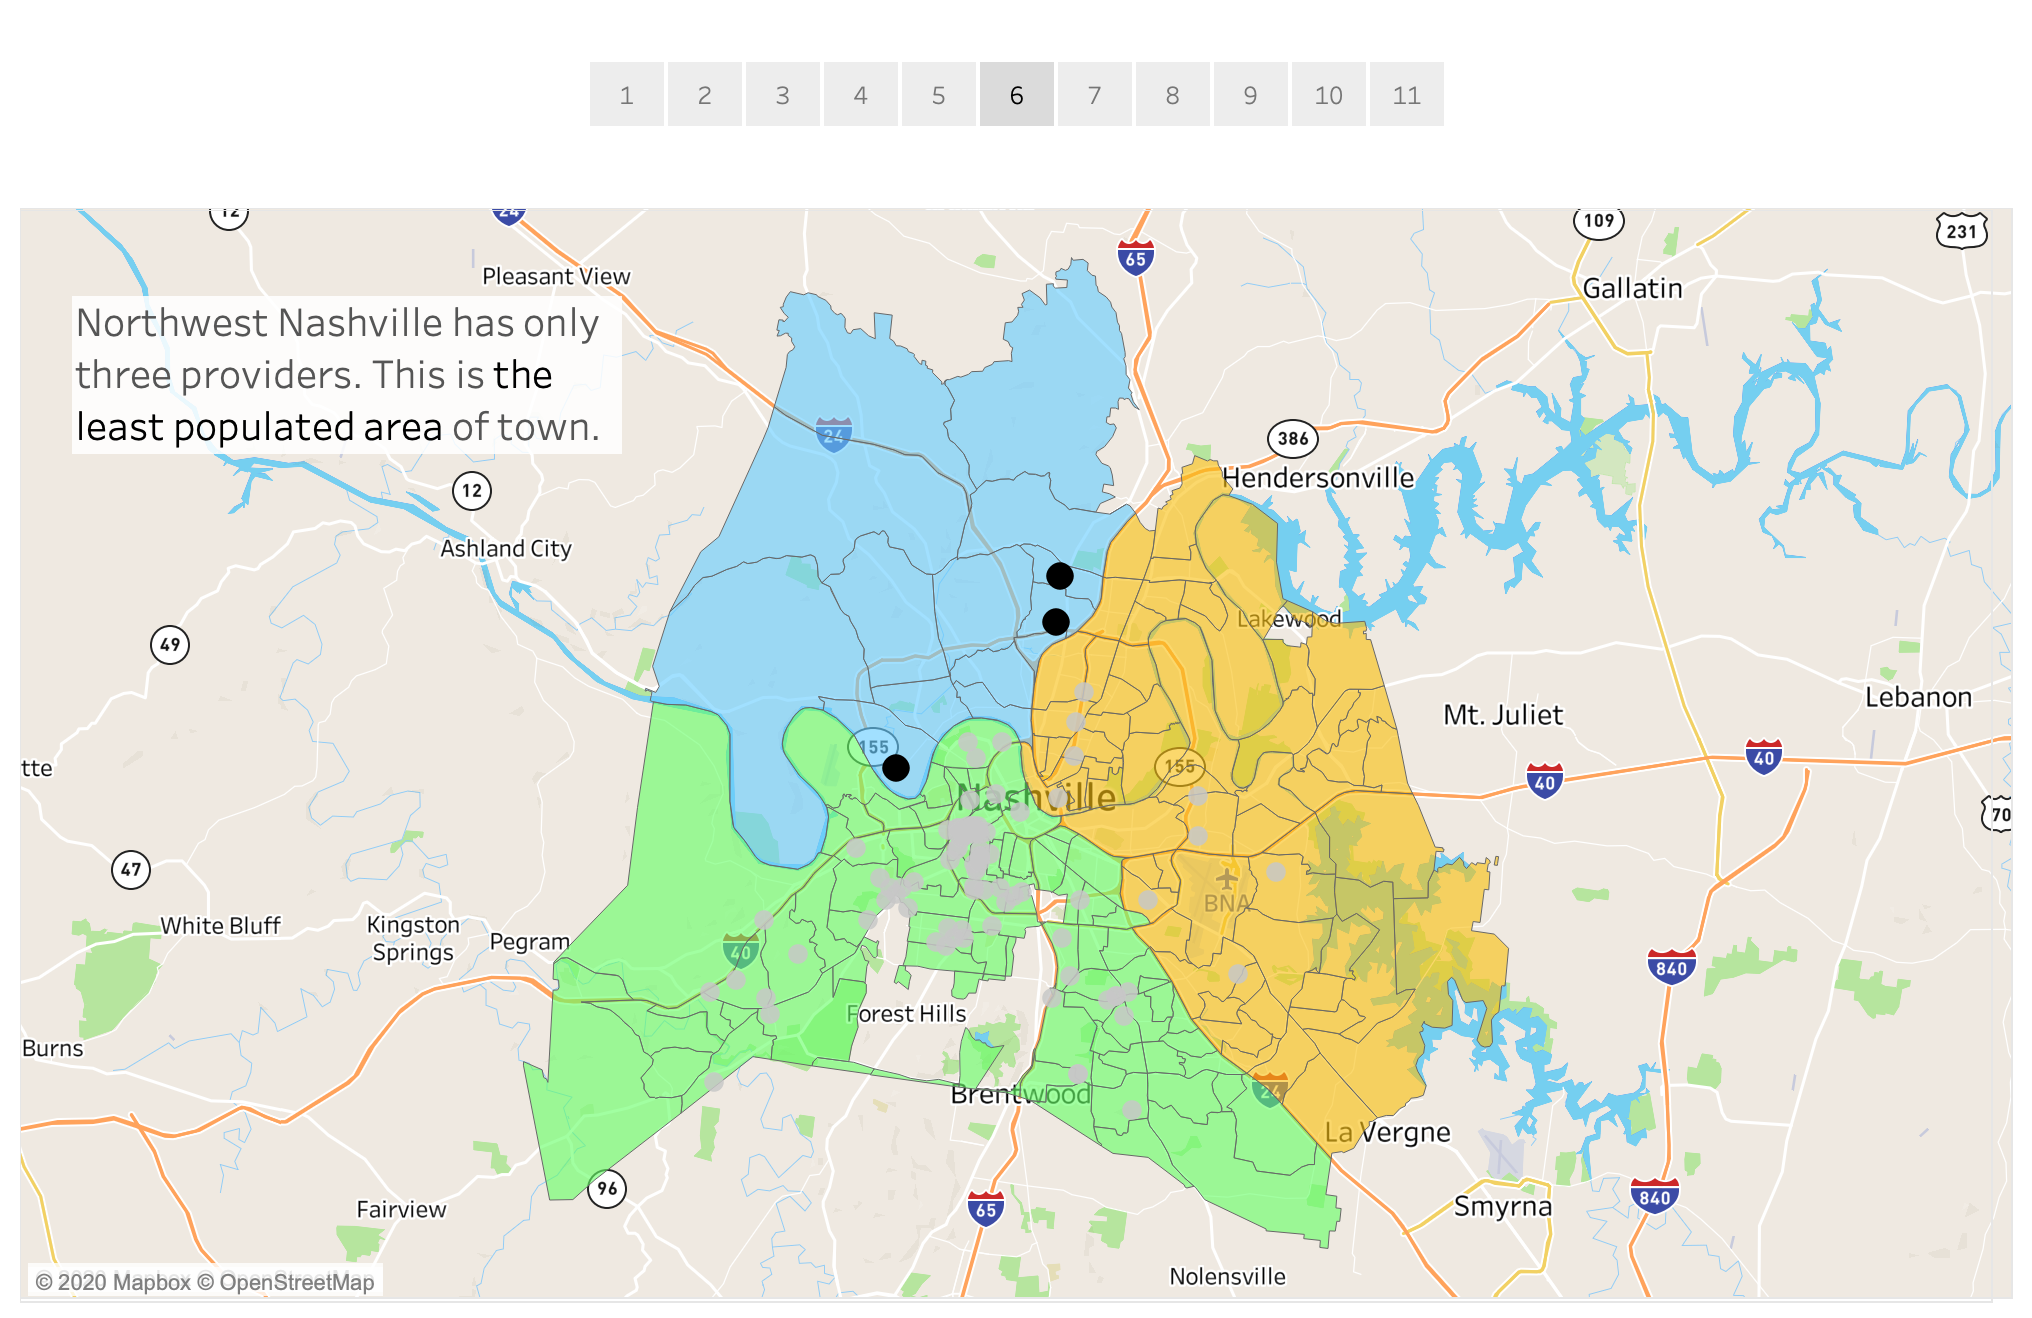 1 2 3 4 5 6 7 8 9 10 11
12
24
65
109
231
Pleasant View
Gallatin
Northwest Nashville has only
three providers. This is the
least populated area of town.
24
386
Hendersonville
12
Ashland City
Lakewood
49
Lebanon
Mt. Juliet
155
155
40
40
tte
Nashville
70
47
BNA
White Bluff
Kingston
Springs
Pegram
40
840
Forest Hills
Burns
Brentwood
24
La Vergne
96
840
65
Smyrna
Fairview
Nolensville
© 2020 Mapbox © OpenStreetMap